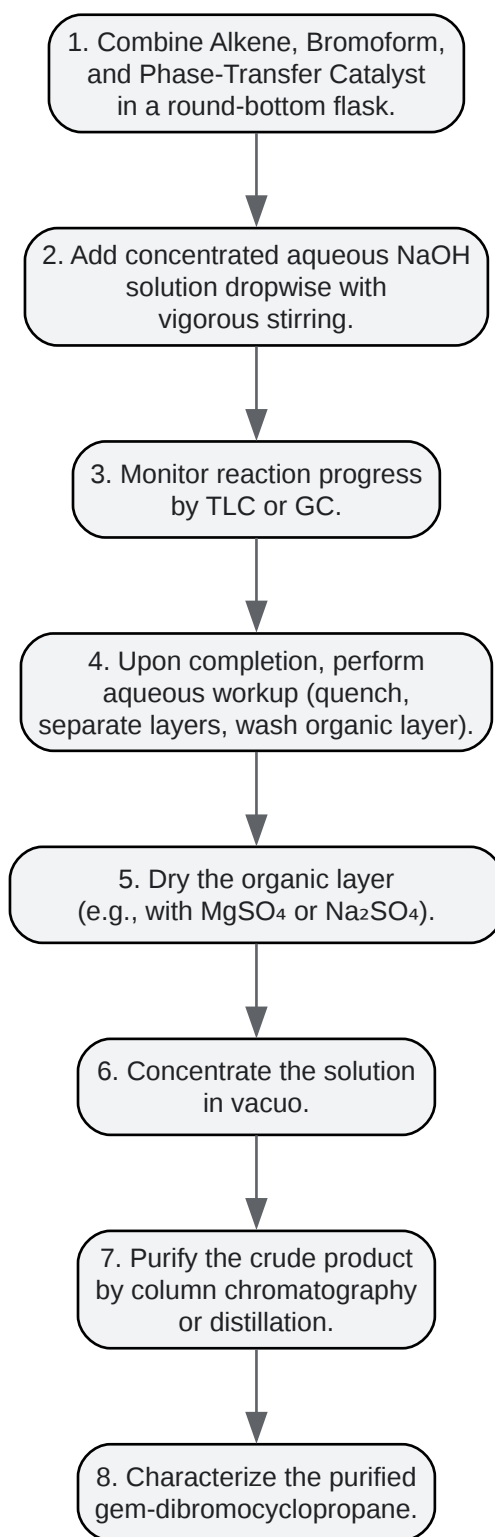 1. Combine Alkene, Bromoform,
and Phase-Transfer Catalyst
in a round-bottom flask.
2. Add concentrated aqueous NaOH
solution dropwise with
vigorous stirring.
3. Monitor reaction progress
by TLC or GC.
4. Upon completion, perform
aqueous workup (quench,
separate layers, wash organic layer).
5. Dry the organic layer
(e.g., with MgSO₄ or Na₂SO₄).
6. Concentrate the solution
in vacuo.
7. Purify the crude product
by column chromatography
or distillation.
8. Characterize the purified
gem-dibromocyclopropane.